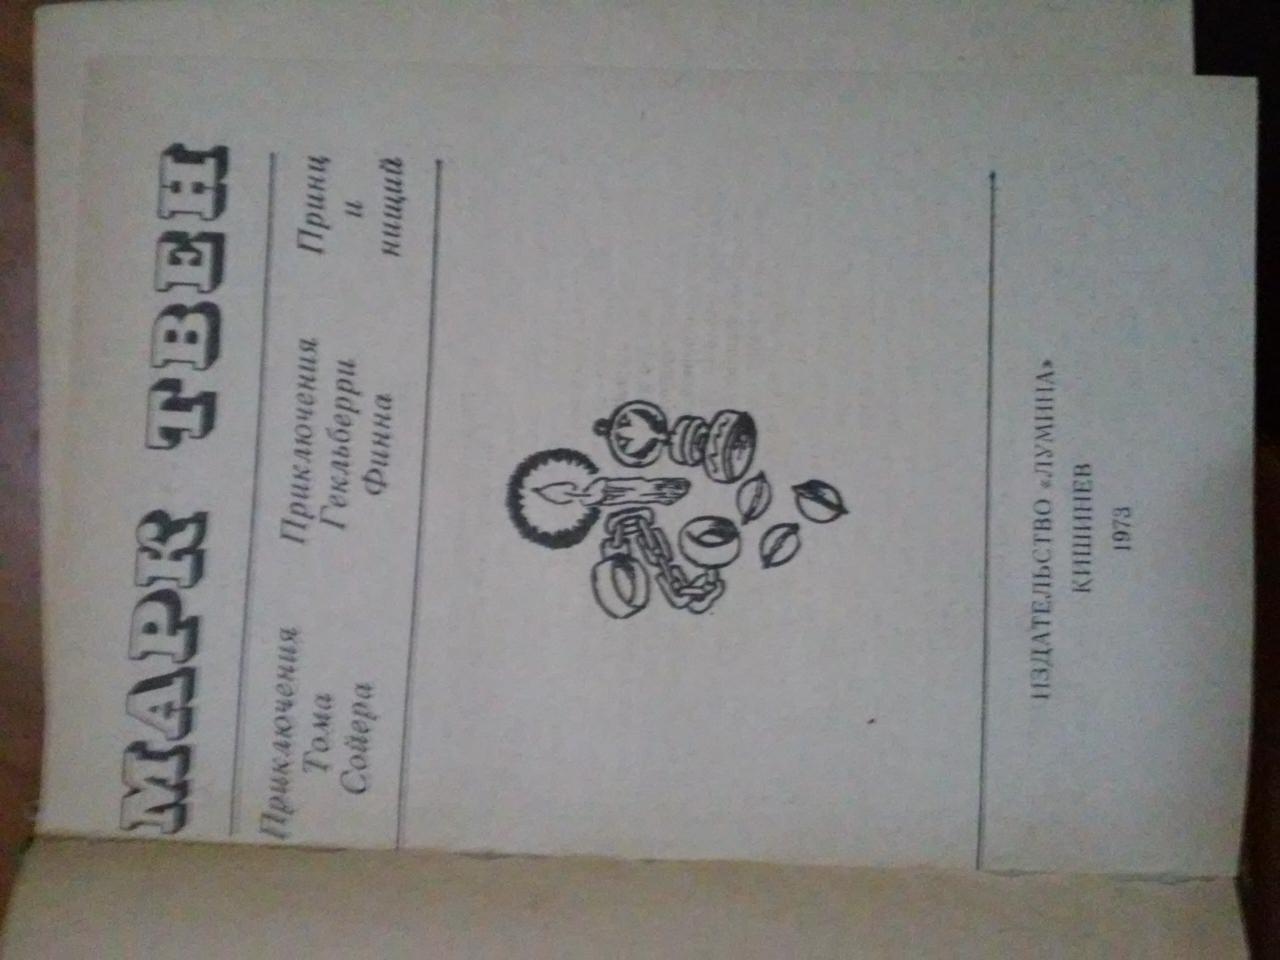 МАРК ТВЕН
Приключения
Тома
Сойера
Приключения
Гекльберри
Финна
Принц
и
нищий
ИЗДАТЕЛЬСТВО «ЛУМИНА»
КИШИНЕВ
1973